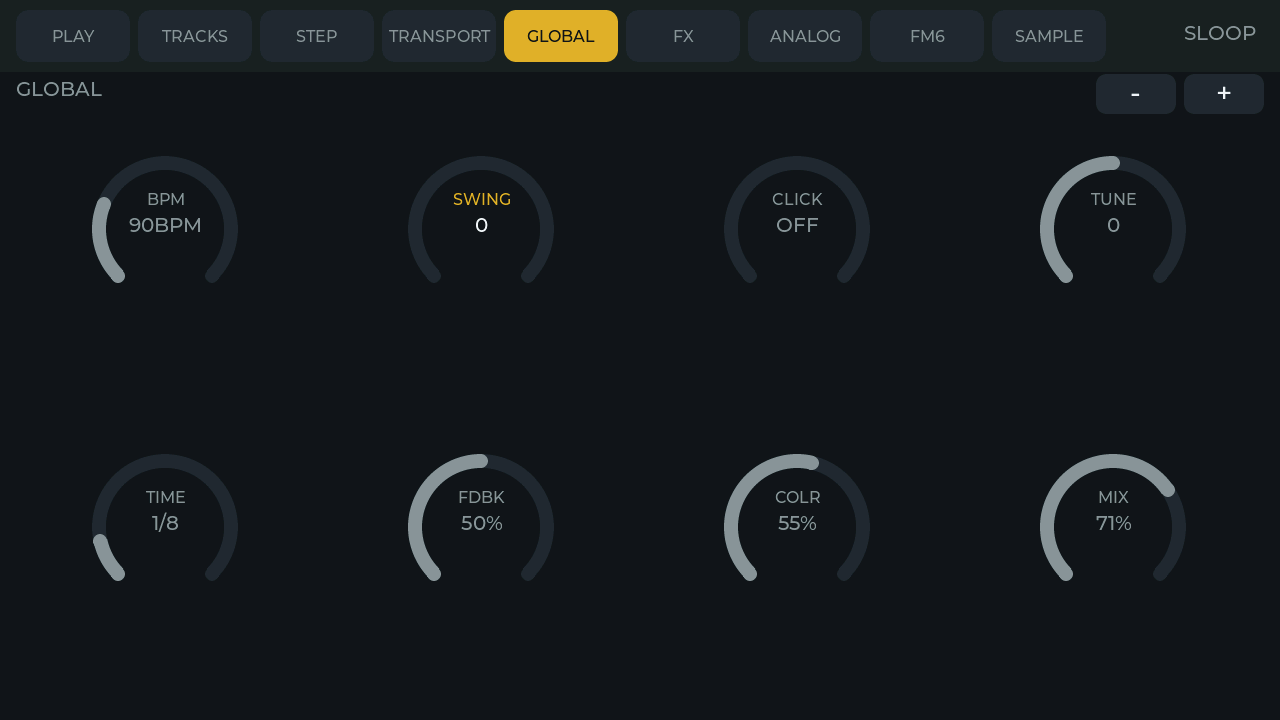 PLAY TRACKS STEP TRANSPORT GLOBAL FX ANALOG FM6 SAMPLE SLOOP
GLOBAL - +
BPM SWING CLICK TUNE
90BPM 0 OFF 0
TIME FDBK COLR MIX
1/8 50% 55% 71%